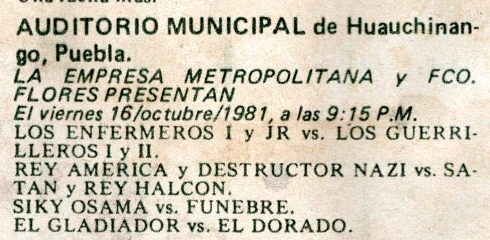 AUDITORIO MUNICIPAL de Huauchinan-
go, Puebla.
LA EMPRESA METROPOLITANA y FCO.
FLORES PRESENTAN
El viernes 16/octubre/1981, a las 9:15 P.M.
LOS ENFERMEROS I y JR vs. LOS GUERRI-
LLEROS I y II.
REY AMERICA y DESTRUCTOR NAZI vs. SA-
TAN y REY HALCON.
SIKY OSAMA vs. FUNEBRE.
EL GLADIADOR vs. EL DORADO.